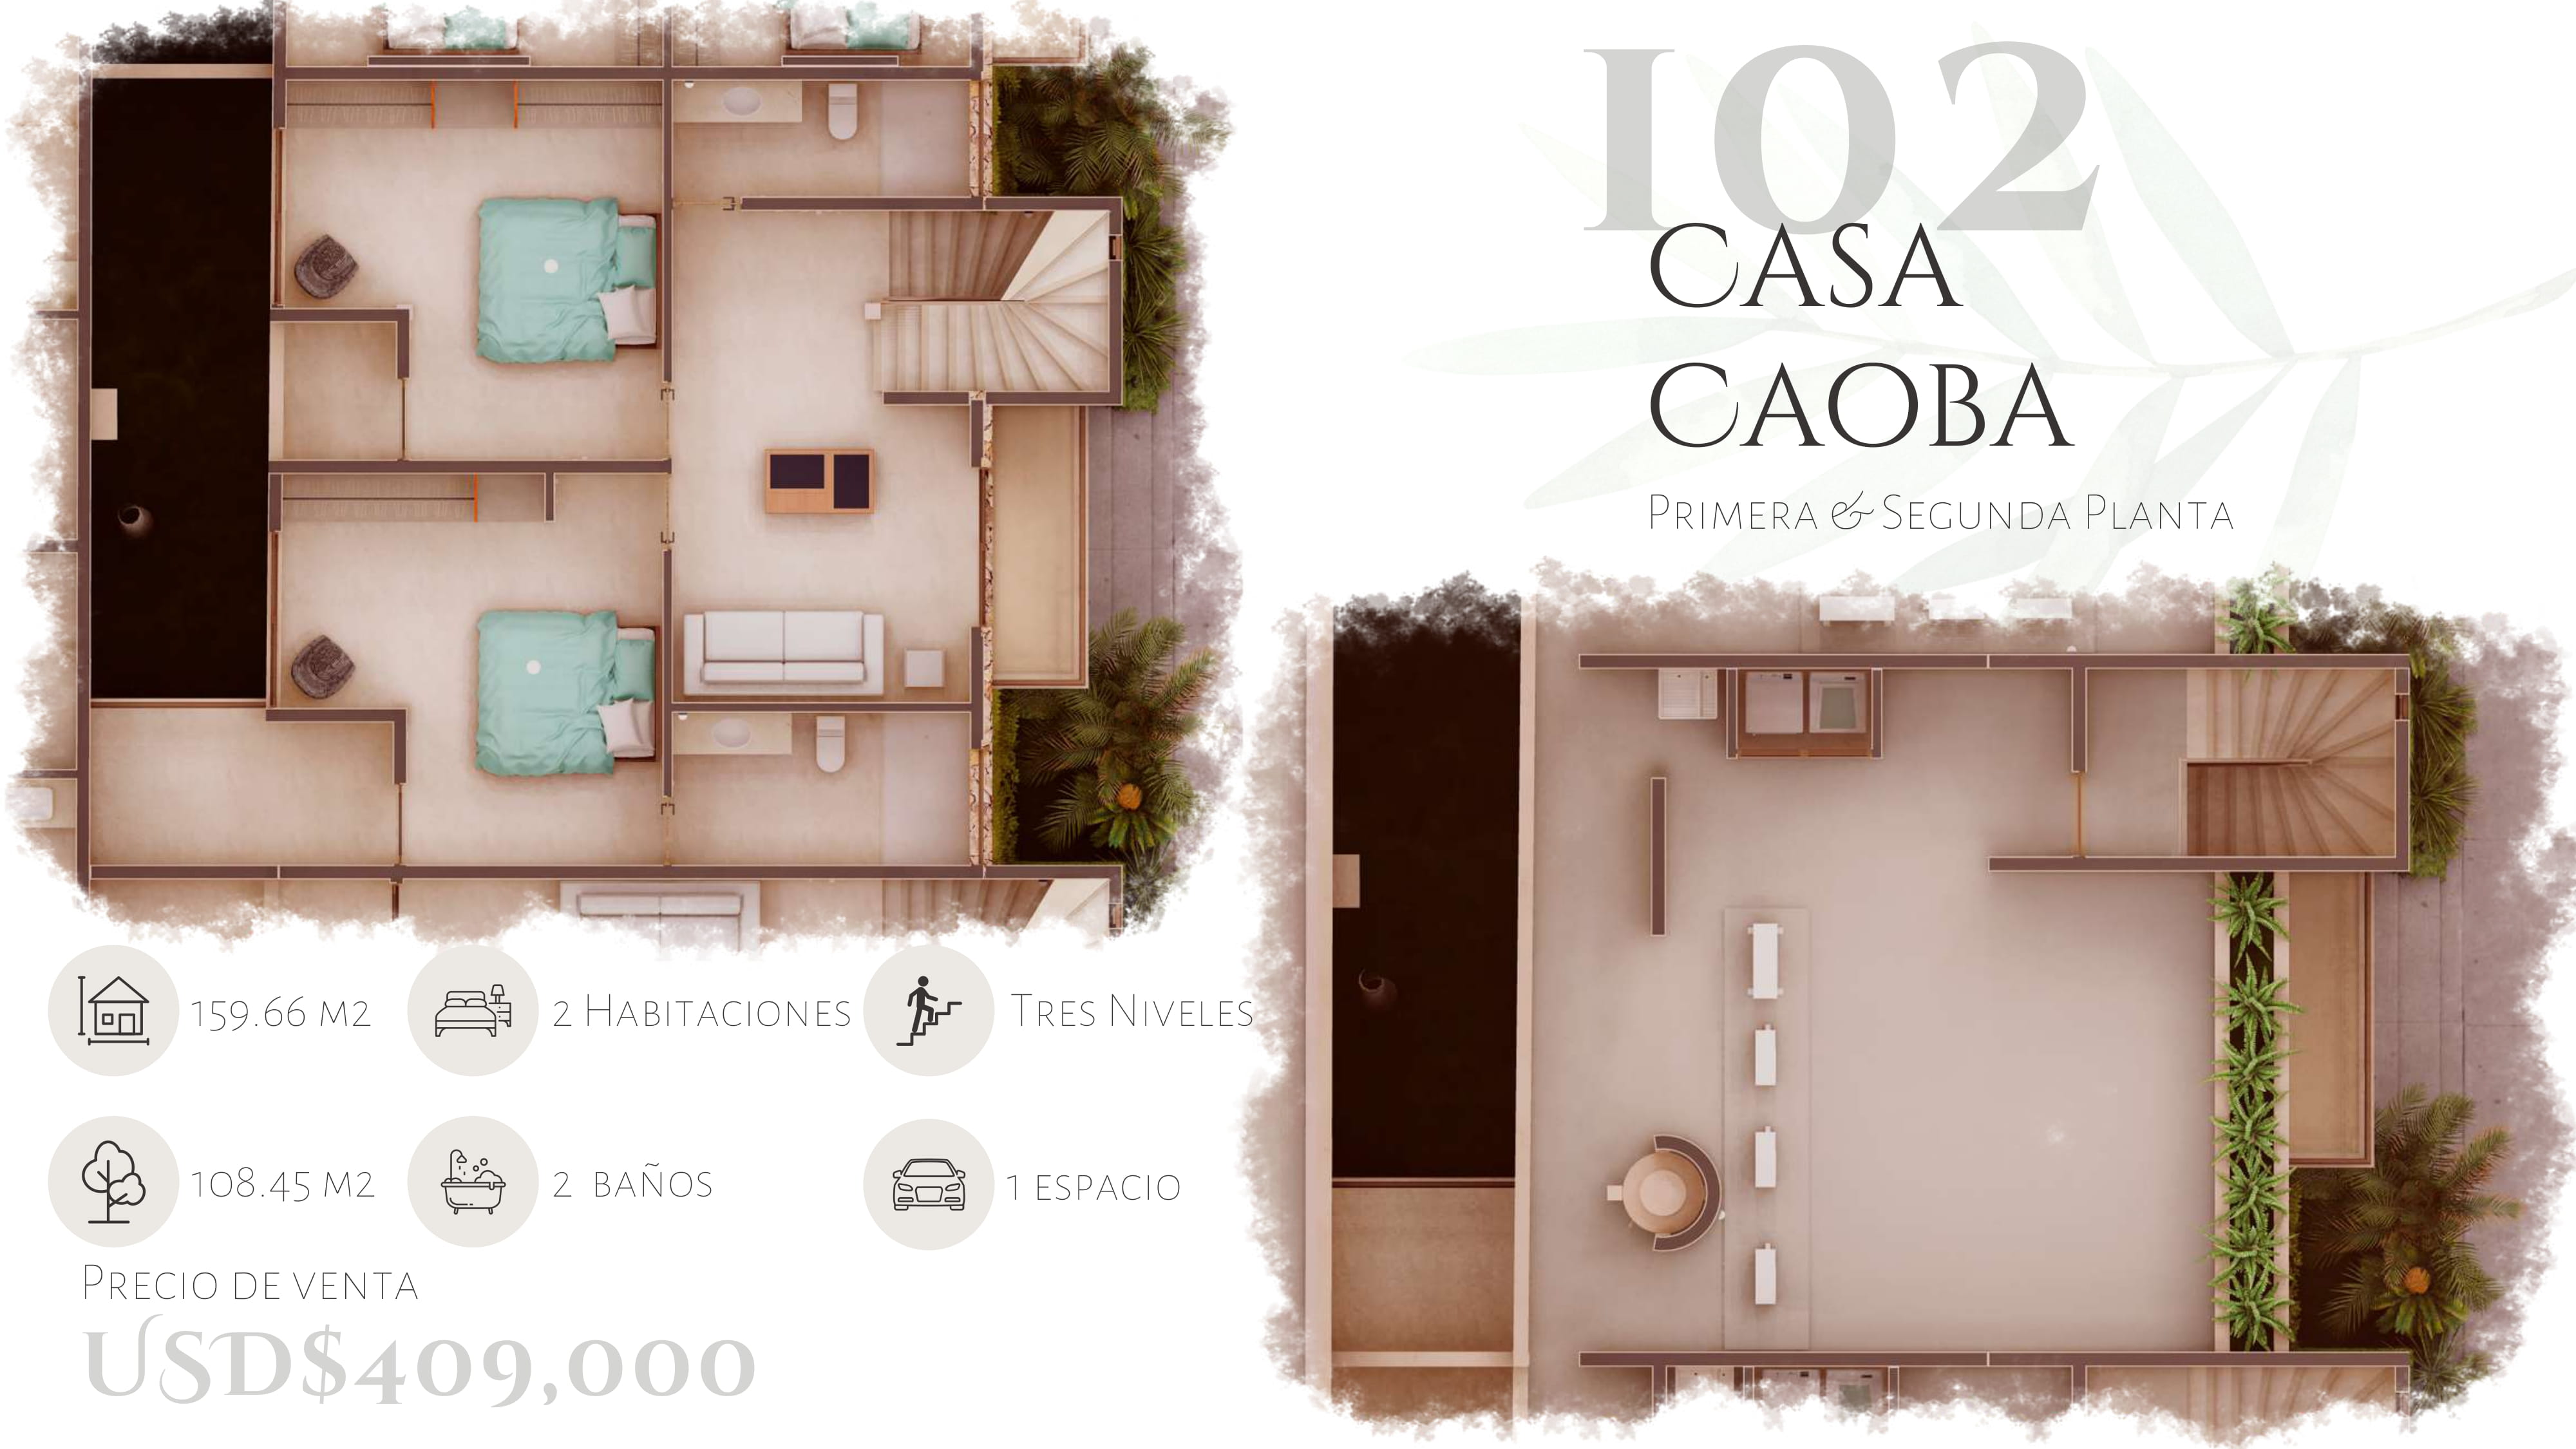 102
Casa
Caoba
Primera & Segunda Planta
159.66 m2
2 Habitaciones
Tres Niveles
108.45 m2
2 baños
1 espacio
Precio de venta
USD$409,000